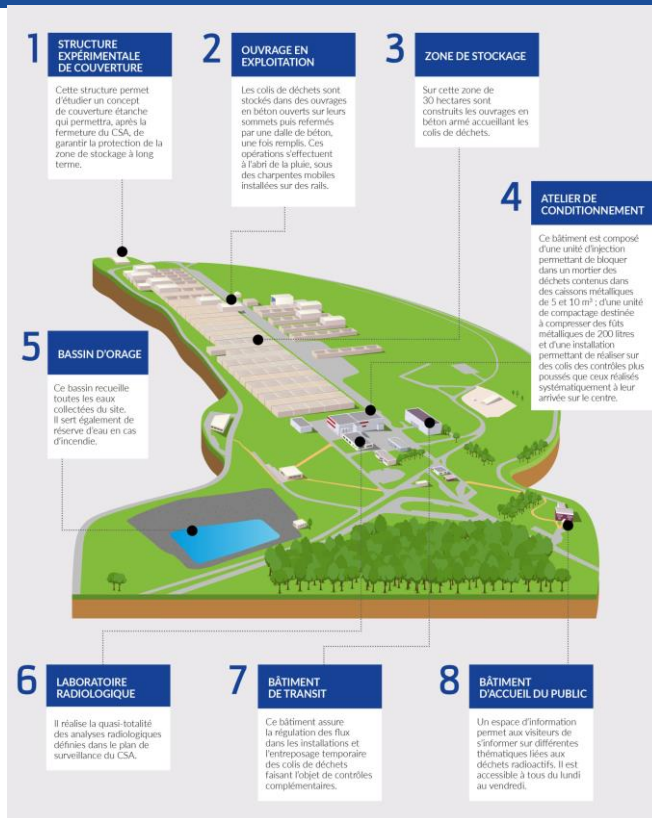 1
STRUCTURE
EXPÉRIMENTALE
DE COUVERTURE
Cette structure permet
d'étudier un concept
de couverture étanche
qui permettra, après la
fermeture du CSA, de
garantir la protection de la
zone de stockage à long
terme.
2
OUVRAGE EN
EXPLOITATION
Les colis de déchets sont
stockés dans des ouvrages
en béton ouverts sur leurs
sommets puis refermés
par une dalle de béton,
une fois remplis. Ces
opérations s'effectuent
à l'abri de la pluie, sous
des charpentes mobiles
installées sur des rails.
3
ZONE DE STOCKAGE
Sur cette zone de
30 hectares sont
construits les ouvrages en
béton armé accueillant les
colis de déchets.
4
ATELIER DE
CONDITIONNEMENT
Ce bâtiment est composé
d'une unité d'injection
permettant de bloquer
dans un mortier des
déchets contenus dans
des caissons métalliques
de 5 et 10 m³ ; d'une unité
de compactage destinée
à compresser des fûts
métalliques de 200 litres
et d'une installation
permettant de réaliser sur
des colis des contrôles plus
poussés que ceux réalisés
systématiquement à leur
arrivée sur le centre.
5
BASSIN D'ORAGE
Ce bassin recueille
toutes les eaux
collectées du site.
Il sert également de
réserve d'eau en cas
d'incendie.
6
LABORATOIRE
RADIOLOGIQUE
Il réalise la quasi-totalité
des analyses radiologiques
définies dans le plan de
surveillance du CSA.
7
BÂTIMENT
DE TRANSIT
Ce bâtiment assure
la régulation des flux
dans les installations et
l'entreposage temporaire
des colis de déchets
faisant l'objet de contrôles
complémentaires.
8
BÂTIMENT
D'ACCUEIL DU PUBLIC
Un espace d'information
permet aux visiteurs de
s'informer sur différentes
thématiques liées aux
déchets radioactifs. Il est
accessible à tous du lundi
au vendredi.